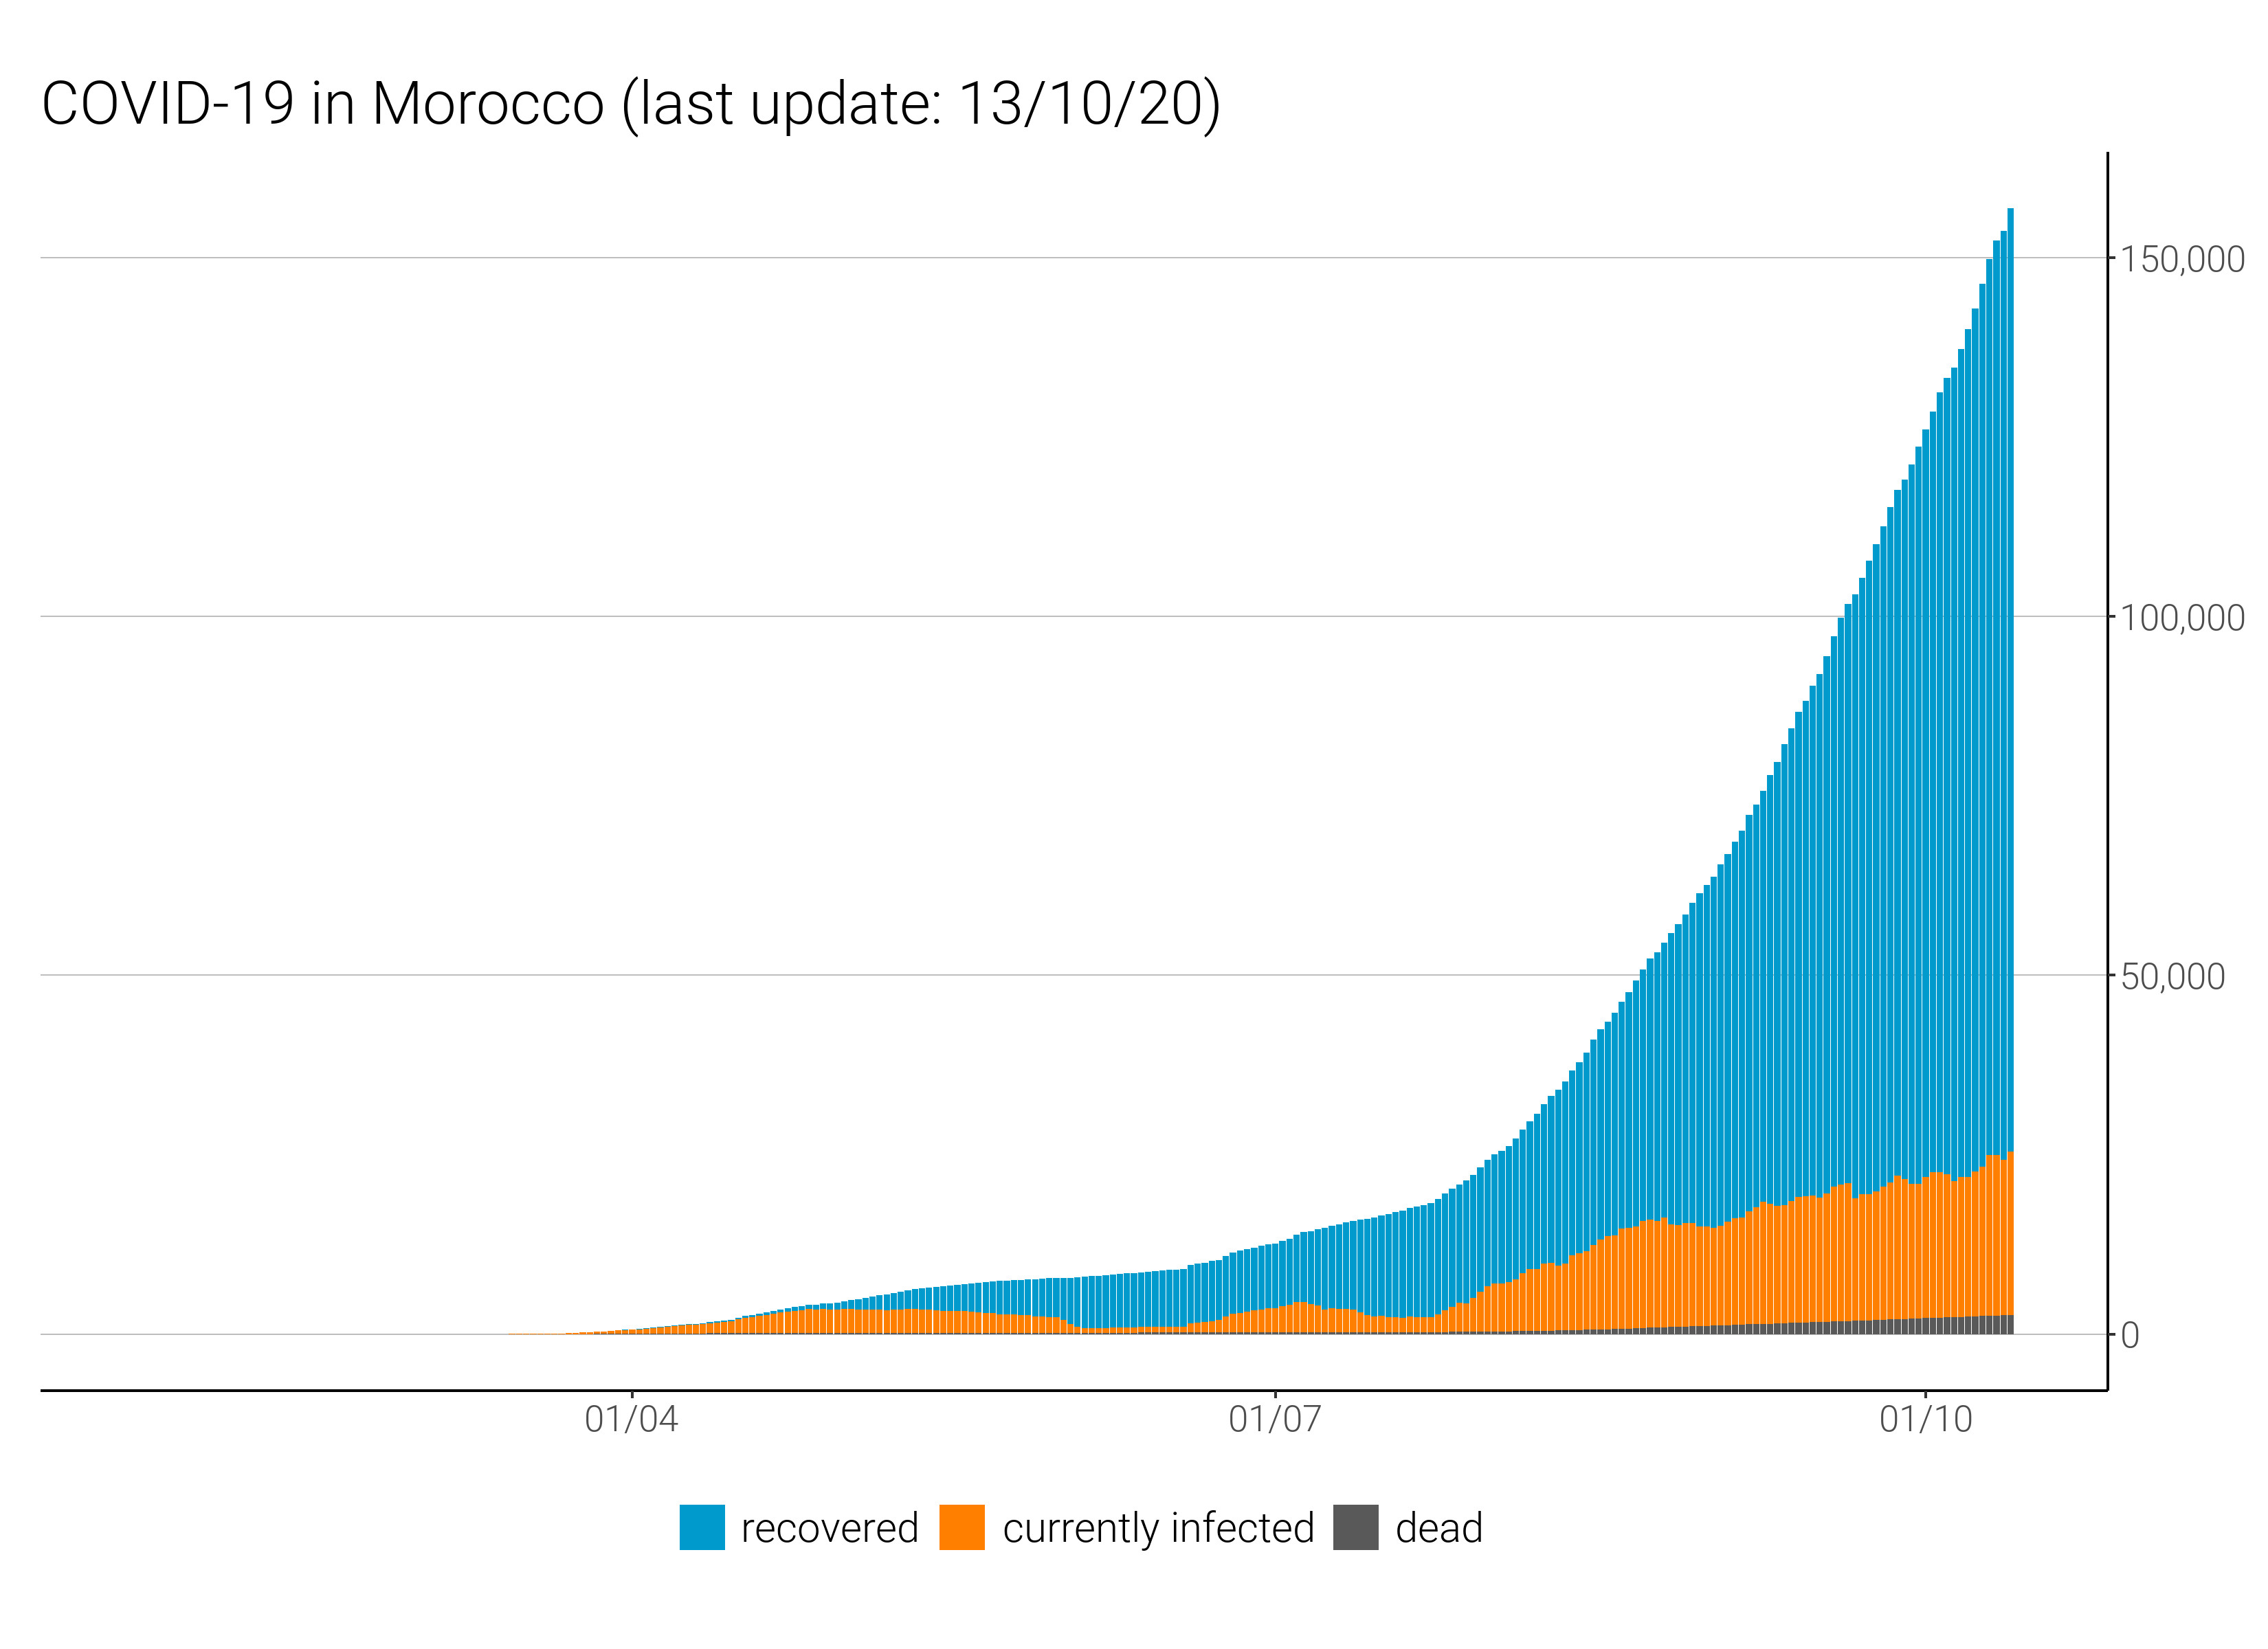 COVID-19 in Morocco (last update: 13/10/20)
150,000
100,000
50,000
0
01/04 01/07 01/10
recovered currently infected dead